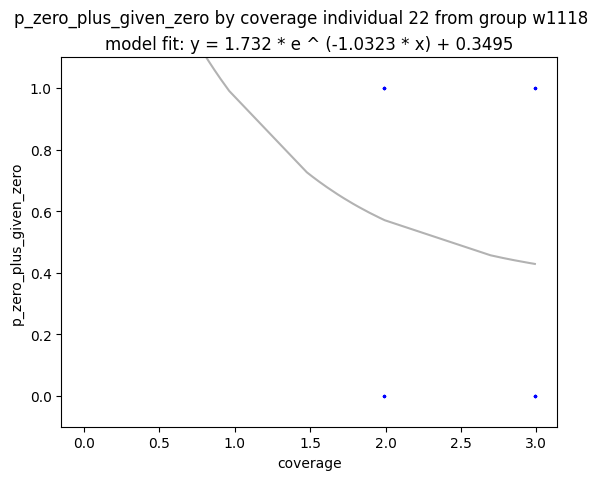 p_zero_plus_given_zero by coverage individual 22 from group w1118
model fit: y = 1.732 * e ^ (-1.0323 * x) + 0.3495
1.0
0.8
0.6
0.4
0.2
0.0
p_zero_plus_given_zero
0.0 0.5 1.0 1.5 2.0 2.5 3.0
coverage